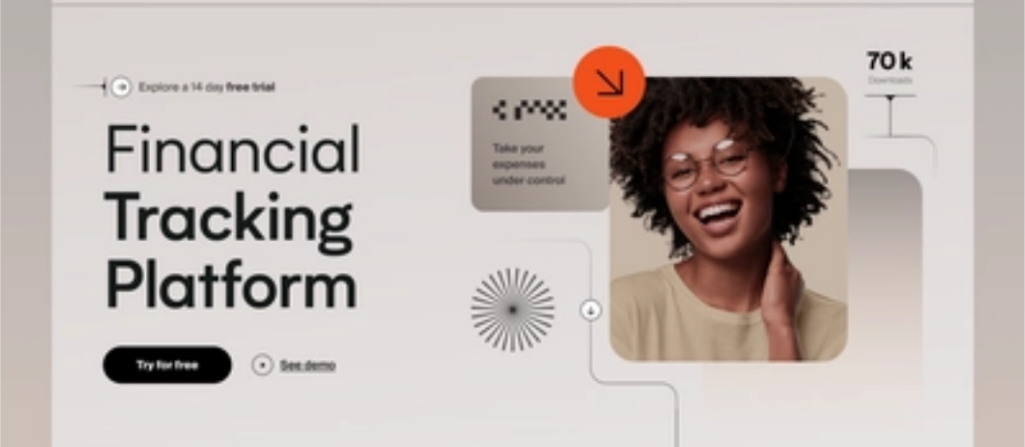 Explore a 14 day free trial
Financial
Tracking
Platform
Try for free
See demo
Take your
expenses
under control
70 k
Downloads